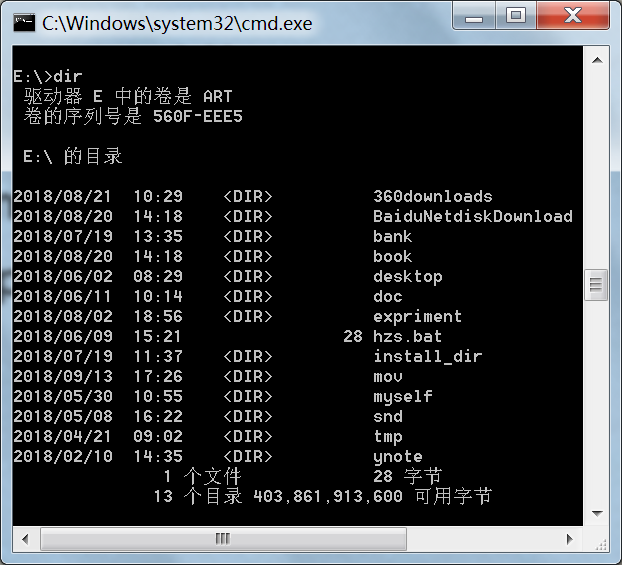 C:\Windows\system32\cmd.exe
E:\>dir
驱动器 E 中的卷是 ART
卷的序列号是 560F-EEE5
E:\ 的目录
2018/08/21  10:29    <DIR>          360downloads
2018/08/20  14:18    <DIR>          BaiduNetdiskDownload
2018/07/19  13:35    <DIR>          bank
2018/08/20  14:18    <DIR>          book
2018/06/02  08:29    <DIR>          desktop
2018/06/11  10:14    <DIR>          doc
2018/08/02  18:56    <DIR>          expriment
2018/06/09  15:21                28 hzs.bat
2018/07/19  11:37    <DIR>          install_dir
2018/09/13  17:26    <DIR>          mov
2018/05/30  10:55    <DIR>          myself
2018/05/08  16:22    <DIR>          snd
2018/04/21  09:02    <DIR>          tmp
2018/02/10  14:35    <DIR>          ynote
1 个文件             28 字节
13 个目录 403,861,913,600 可用字节